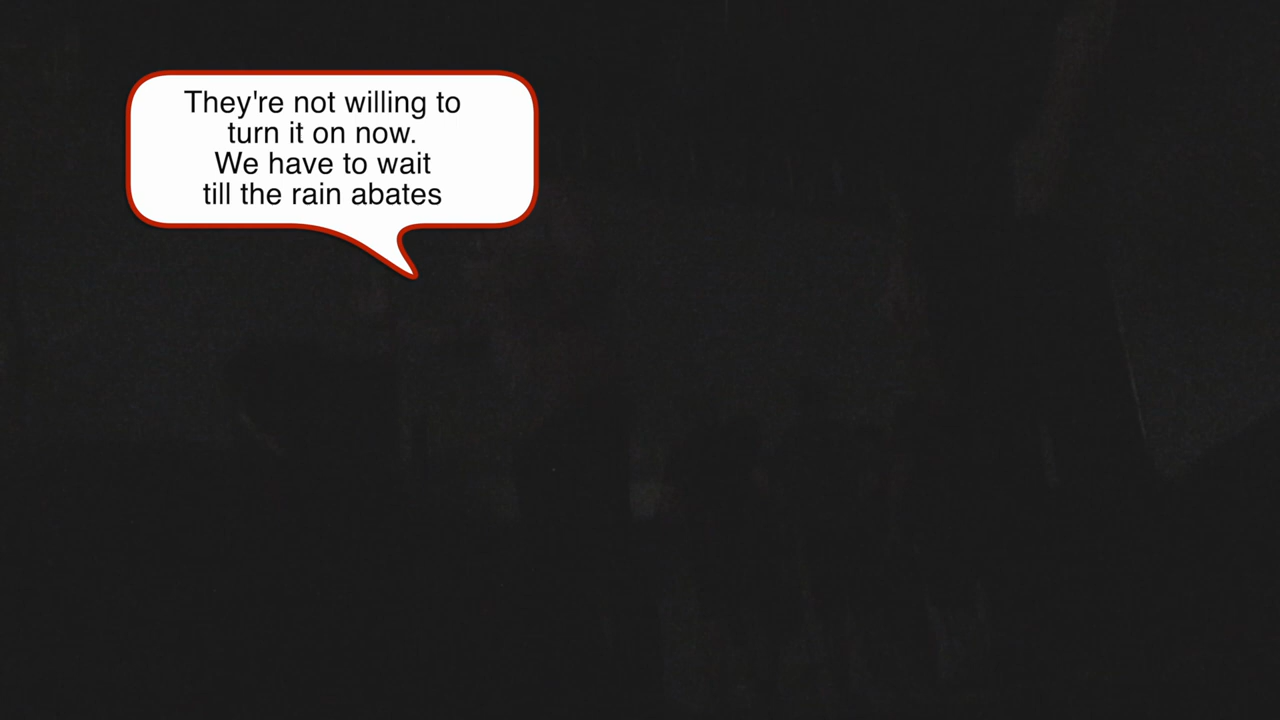 They're not willing to
turn it on now.
We have to wait
till the rain abates